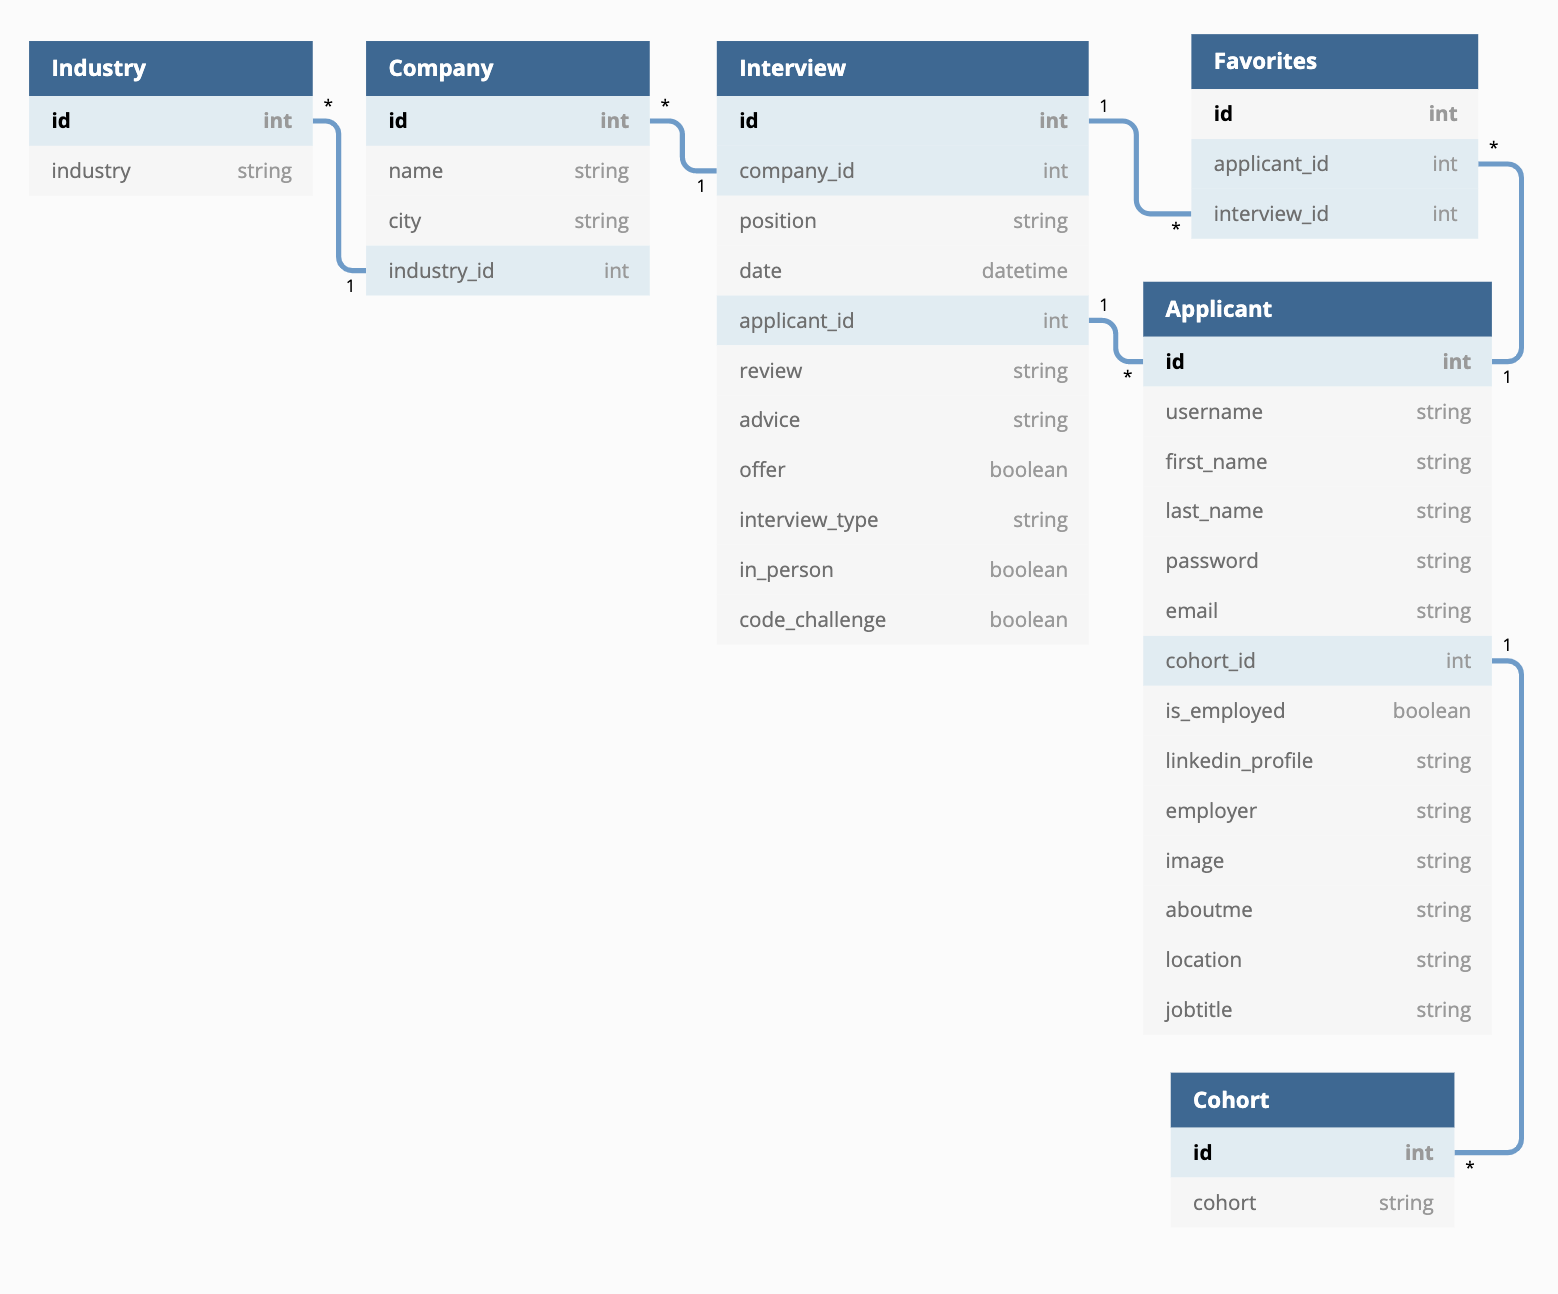 Industry
id int
industry string
* 1
Company
id int
name string
city string
industry_id int
* 1
Interview
id int
company_id int
position string
date datetime
applicant_id int
review string
advice string
offer boolean
interview_type string
in_person boolean
code_challenge boolean
1 *
1 *
Favorites
id int
applicant_id int
interview_id int
* 1
Applicant
id int
username string
first_name string
last_name string
password string
email string
cohort_id int
is_employed boolean
linkedin_profile string
employer string
image string
aboutme string
location string
jobtitle string
1 *
Cohort
id int
cohort string